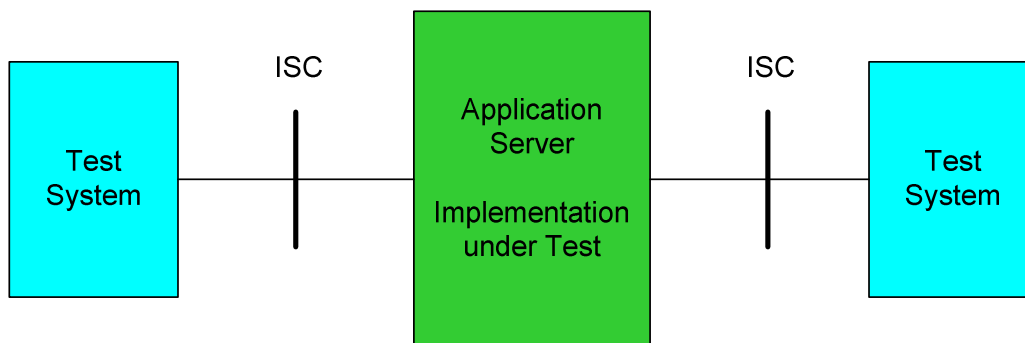 ISC
ISC
Test
System
Application
Server
Implementation
under Test
Test
System